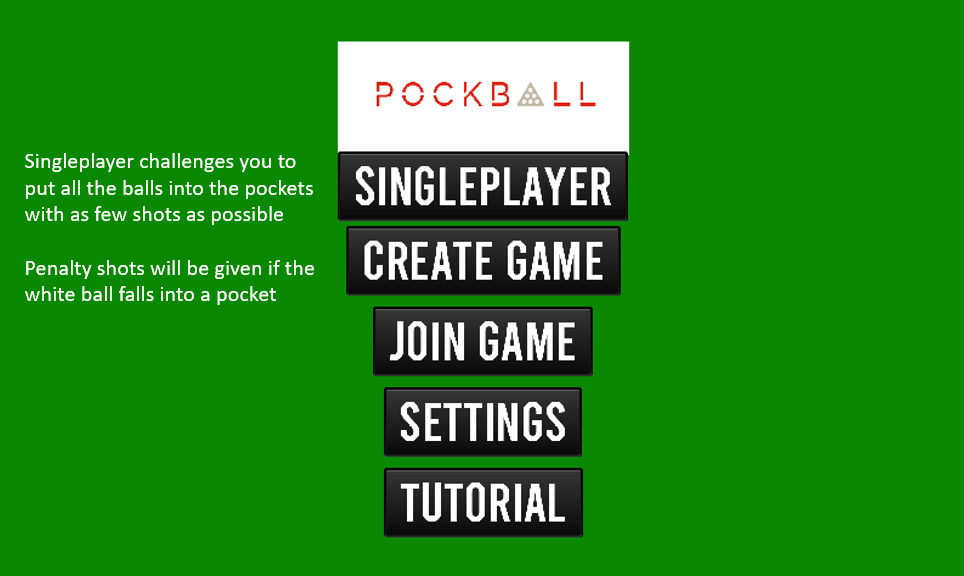 POCKBALL
Singleplayer challenges you to
put all the balls into the pockets
with as few shots as possible
Penalty shots will be given if the
white ball falls into a pocket
SINGLEPLAYER
CREATE GAME
JOIN GAME
SETTINGS
TUTORIAL